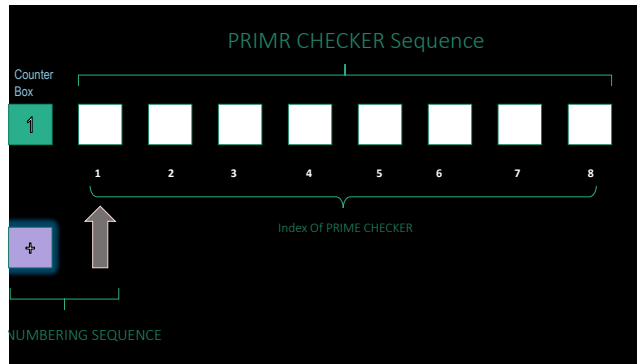 PRIMR CHECKER Sequence
Counter
Box
1
1 2 3 4 5 6 7 8
Index Of PRIME CHECKER
+
NUMBERING SEQUENCE